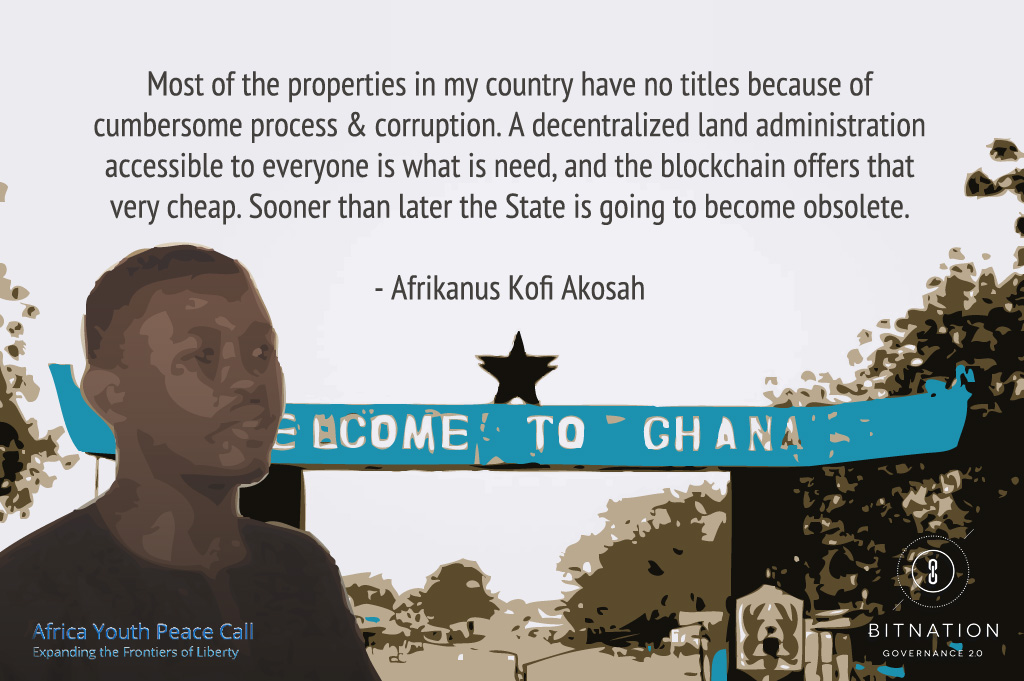 Most of the properties in my country have no titles because of
cumbersome process & corruption. A decentralized land administration
accessible to everyone is what is need, and the blockchain offers that
very cheap. Sooner than later the State is going to become obsolete.
- Afrikanus Kofi Akosah
ELCOME TO GHANA
Africa Youth Peace Call
Expanding the Frontiers of Liberty
BITNATION
GOVERNANCE 2.0